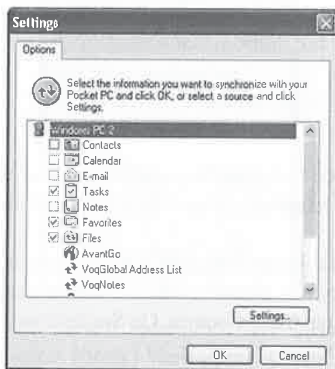 Settings
Options
Select the information you want to synchronize with your
Pocket PC and click OK, or select a source and click
Settings.
Windows PC 2
Contacts
Calendar
E-mail
Tasks
Notes
Favorites
Files
AvantGo
VoqGlobal Address List
VoqNotes
Settings...
OK
Cancel